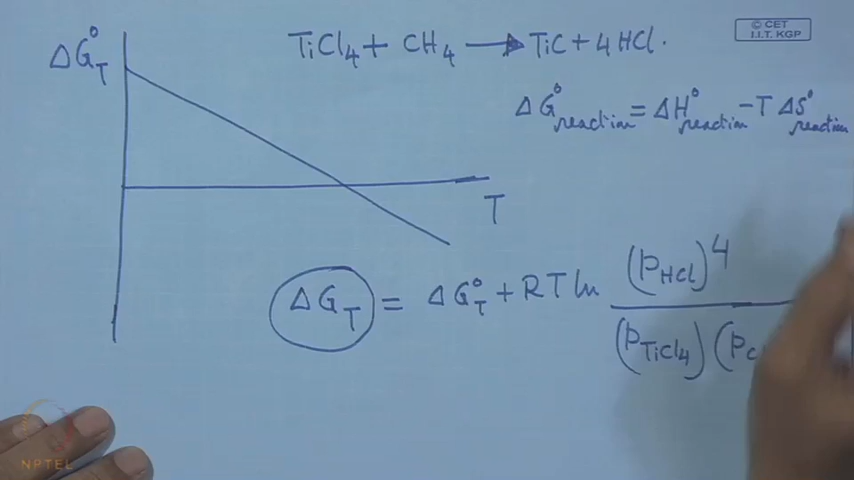 ΔG°T
TiCl4 + CH4 → TiC + 4HCl.
© CET
I.I.T. KGP
ΔG°reaction = ΔH°reaction - T ΔS°reaction
T
ΔGT = ΔG°T + RT ln (pHCl)^4 / (pTiCl4) (pC
NPTEL